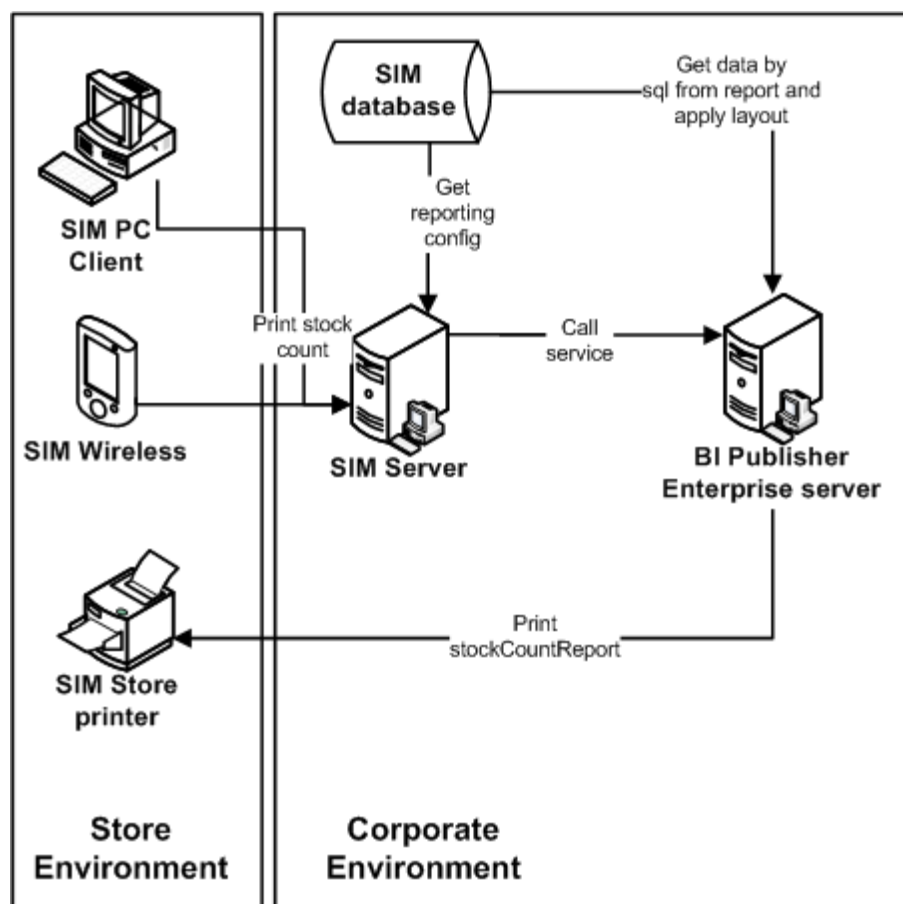 SIM
database
Get data by
sql from report and
apply layout
SIM PC
Client
Get
reporting
config
Print stock
count
Call
service
SIM Wireless
SIM Server
BI Publisher
Enterprise server
Print
stockCountReport
SIM Store
printer
Store
Environment
Corporate
Environment